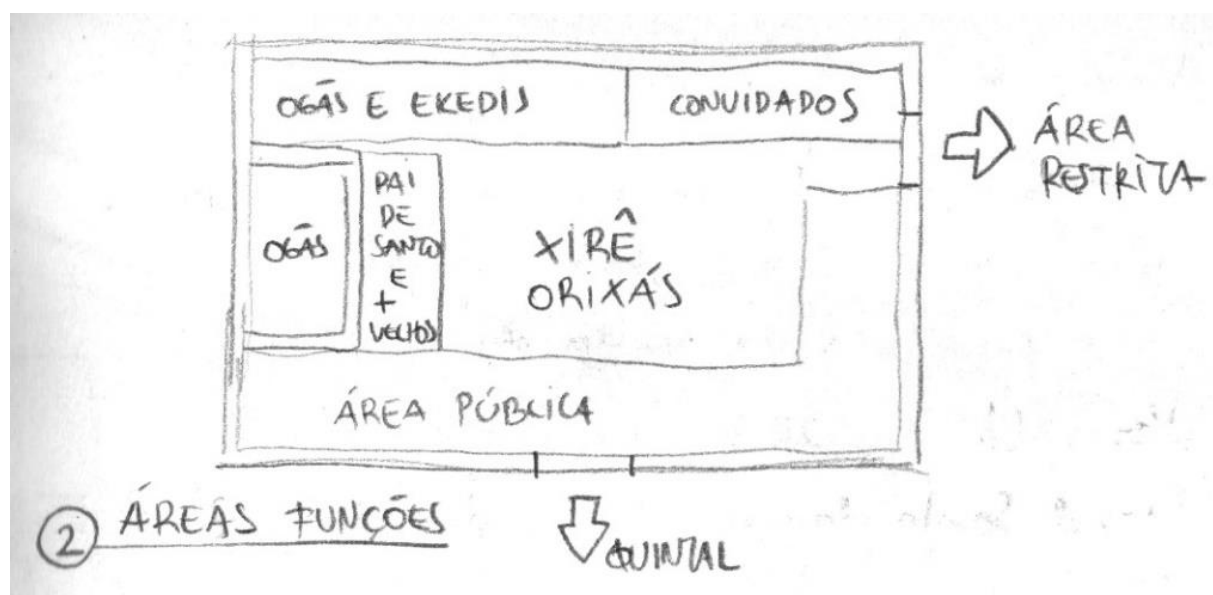 OGÃS E EKEDIS
CONVIDADOS
ÁREA
RESTRITA
PAI
DE
SANTO
E
+
VELHOS
OGÃS
XIRÊ
ORIXÁS
ÁREA PÚBLICA
2 ÁREAS FUNÇÕES
QUINTAL